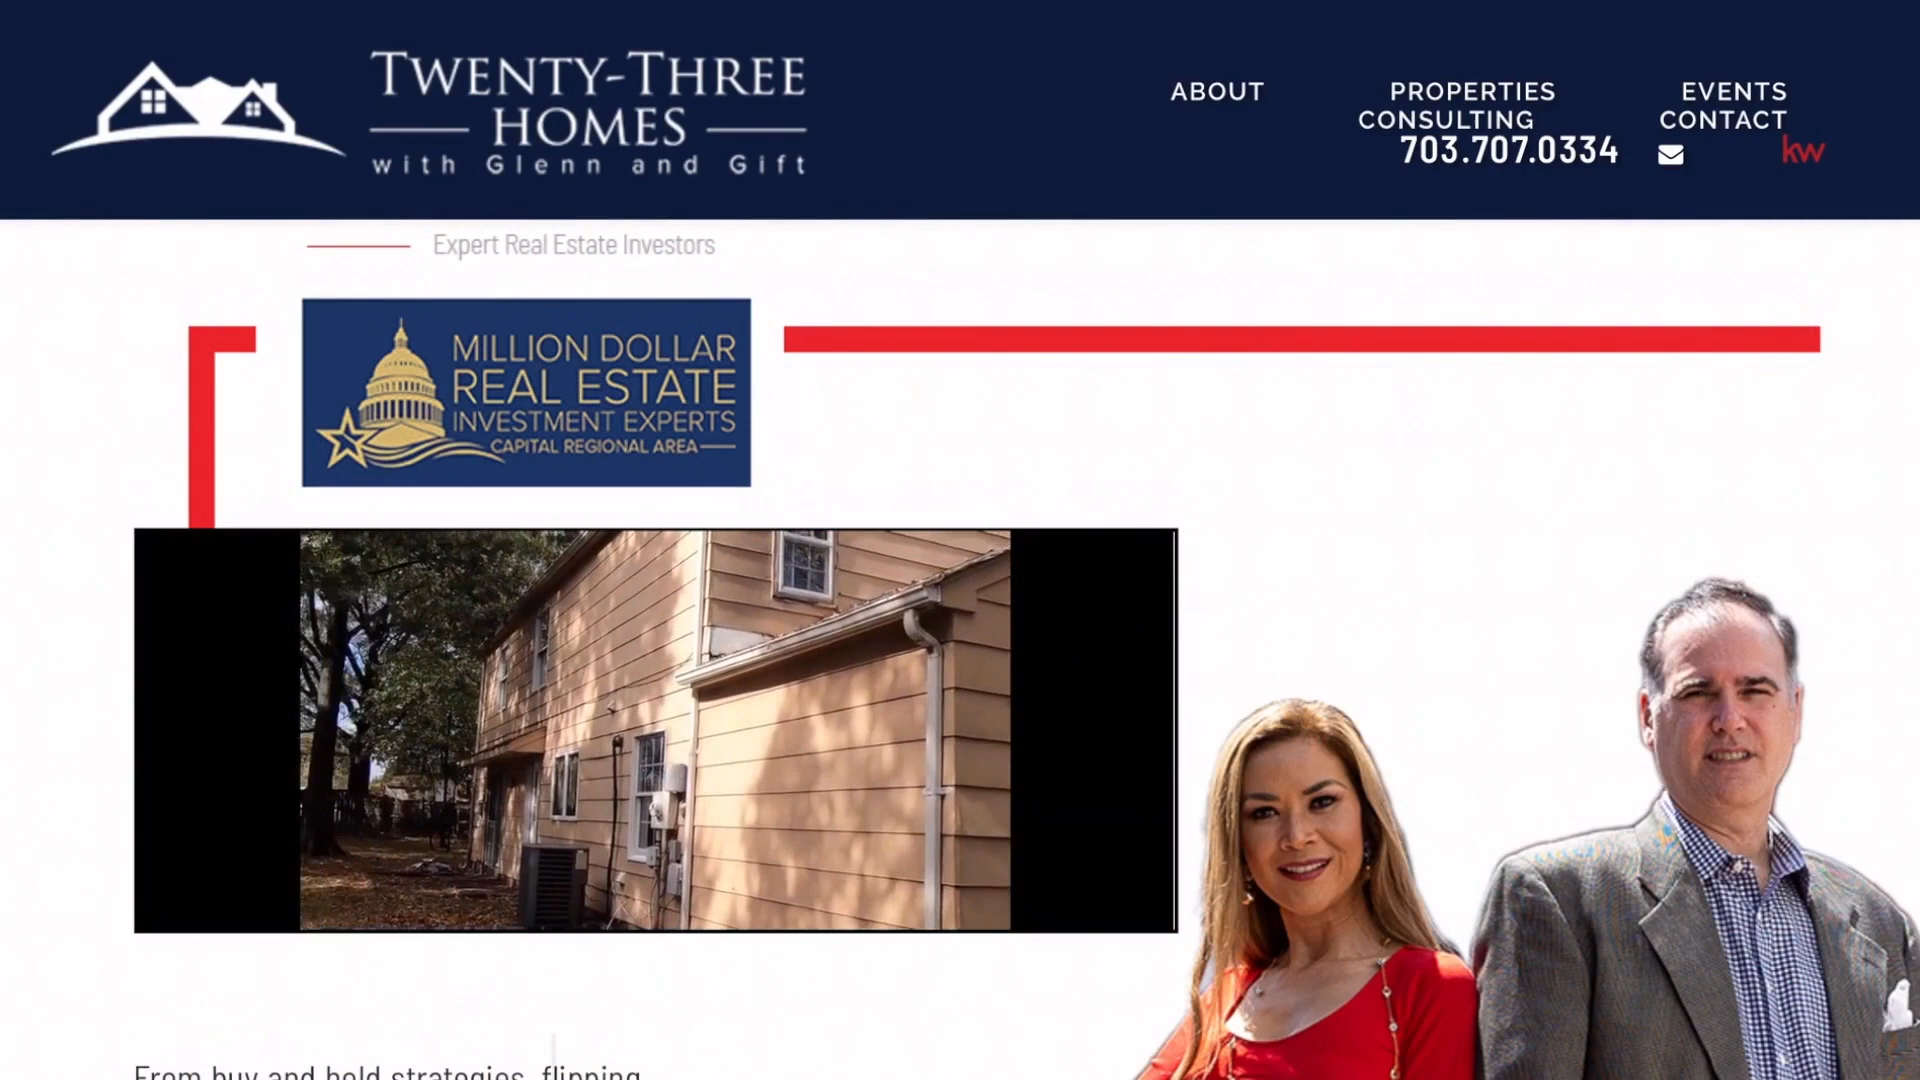 TWENTY-THREE
HOMES
with Glenn and Gift
ABOUT PROPERTIES EVENTS
CONSULTING CONTACT
703.707.0334
kw
Expert Real Estate Investors
MILLION DOLLAR
REAL ESTATE
INVESTMENT EXPERTS
CAPITAL REGIONAL AREA
From buy and hold strategies, flipping